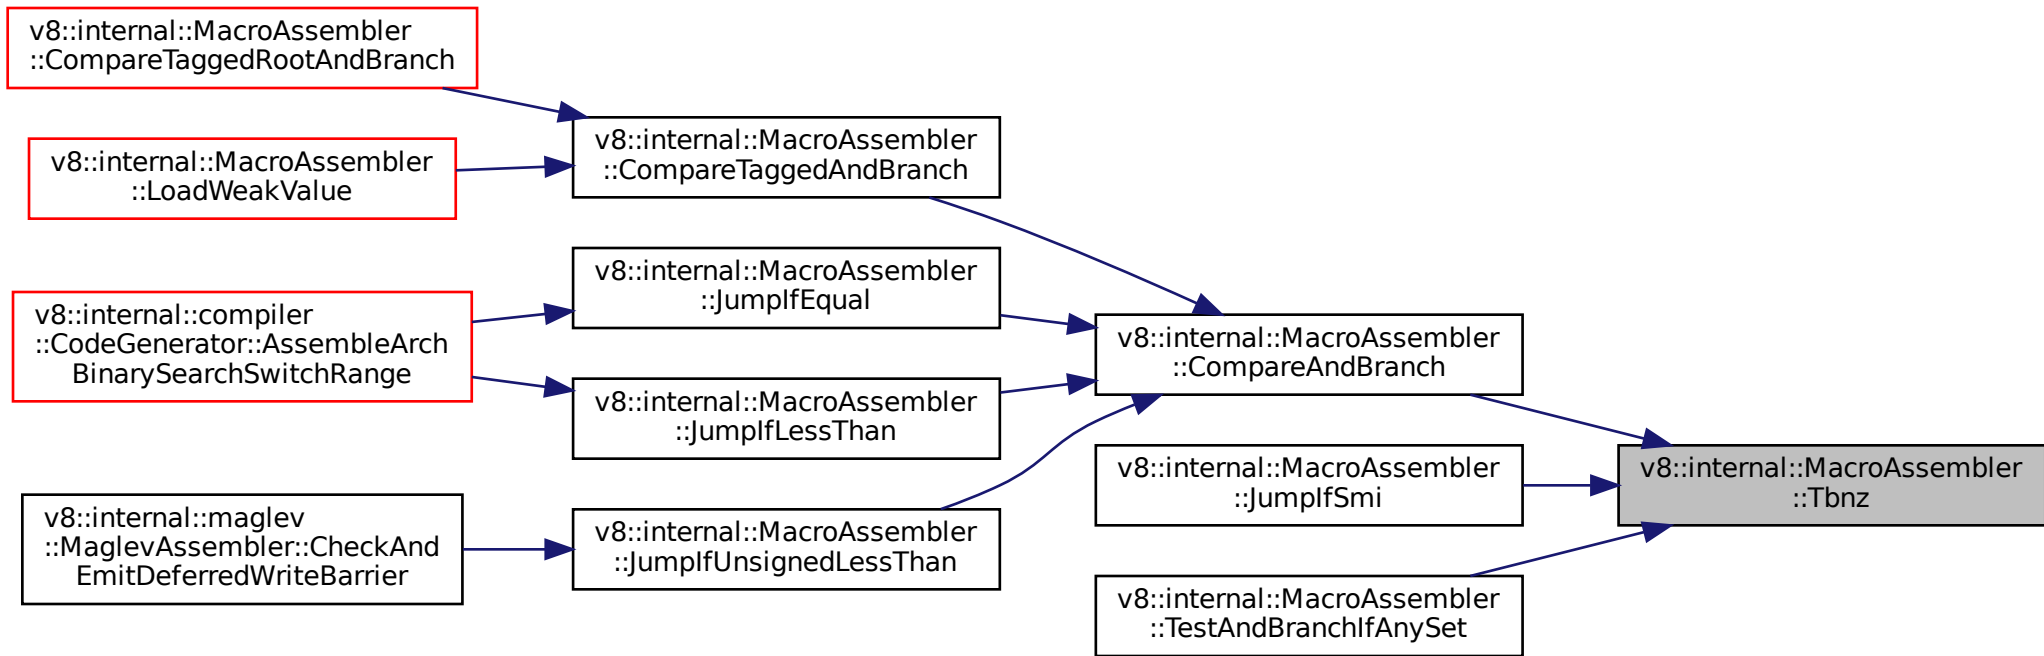 v8::internal::MacroAssembler
::CompareTaggedRootAndBranch
v8::internal::MacroAssembler
::LoadWeakValue
v8::internal::compiler
::CodeGenerator::AssembleArch
BinarySearchSwitchRange
v8::internal::maglev
::MaglevAssembler::CheckAnd
EmitDeferredWriteBarrier
v8::internal::MacroAssembler
::CompareTaggedAndBranch
v8::internal::MacroAssembler
::JumpIfEqual
v8::internal::MacroAssembler
::JumpIfLessThan
v8::internal::MacroAssembler
::JumpIfUnsignedLessThan
v8::internal::MacroAssembler
::CompareAndBranch
v8::internal::MacroAssembler
::JumpIfSmi
v8::internal::MacroAssembler
::TestAndBranchIfAnySet
v8::internal::MacroAssembler
::Tbnz